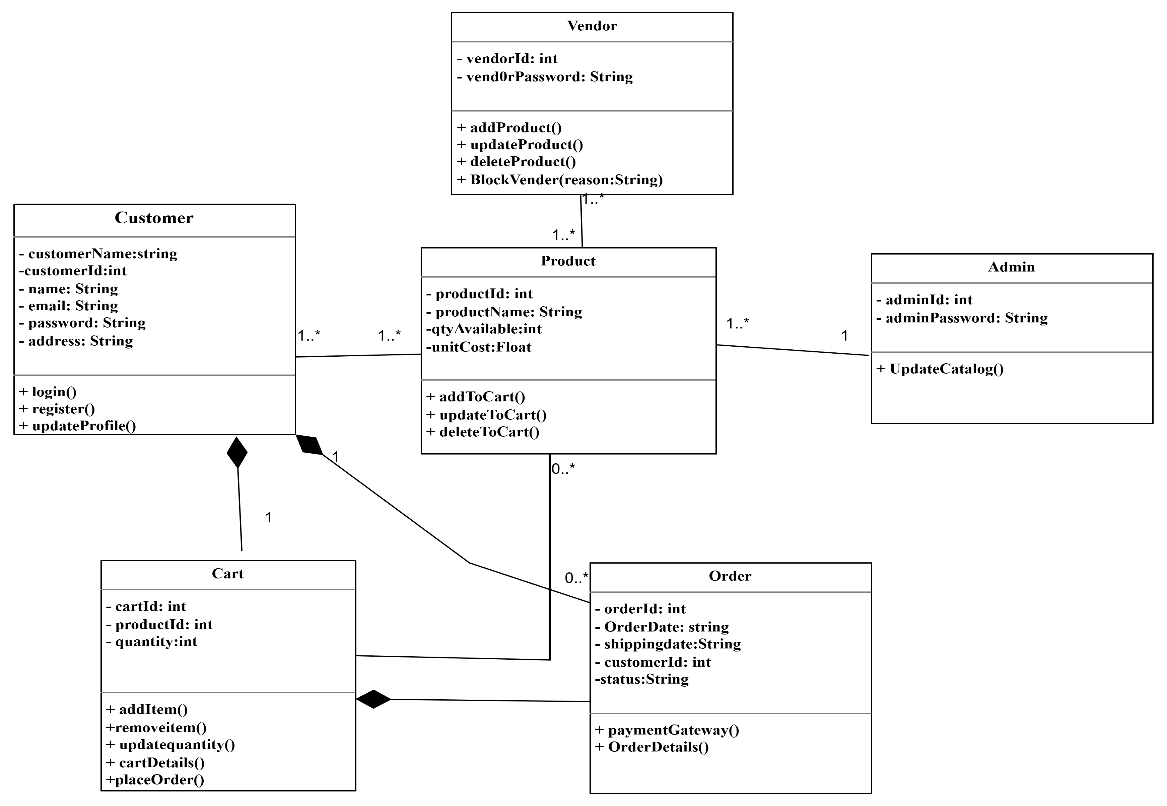 Vendor
- vendorId: int
- vend0rPassword: String
+ addProduct()
+ updateProduct()
+ deleteProduct()
+ BlockVender(reason:String)
1..*
1..*
Customer
- customerName:string
-customerId:int
- name: String
- email: String
- password: String
- address: String
+ login()
+ register()
+ updateProfile()
1..*
1..*
Product
- productId: int
- productName: String
-qtyAvailable:int
-unitCost:Float
+ addToCart()
+ updateToCart()
+ deleteToCart()
1..*
1
Admin
- adminId: int
- adminPassword: String
+ UpdateCatalog()
1
0..*
1
0..*
Cart
- cartId: int
- productId: int
- quantity:int
+ addItem()
+removeitem()
+ updatequantity()
+ cartDetails()
+placeOrder()
Order
- orderId: int
- OrderDate: string
- shippingdate:String
- customerId: int
-status:String
+ paymentGateway()
+ OrderDetails()